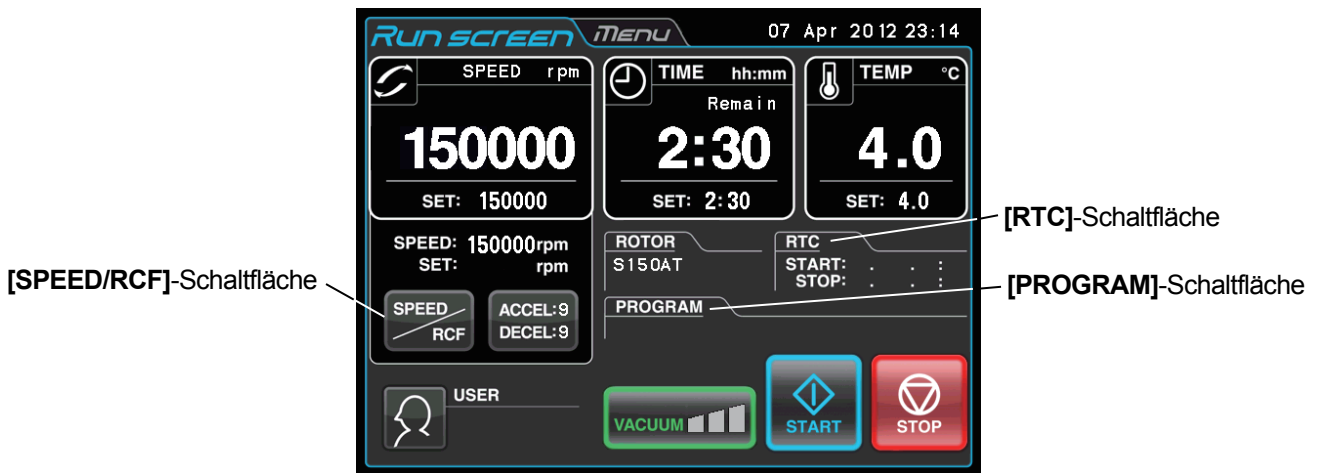 Run screen Menu 07 Apr 2012 23:14
SPEED rpm
150000
SET: 150000
TIME hh:mm
Remain
2:30
SET: 2:30
TEMP °C
4.0
SET: 4.0
SPEED: 150000rpm
SET: rpm
SPEED/RCF
ACCEL:9
DECEL:9
ROTOR
S150AT
RTC
START: . . :
STOP: . . :
PROGRAM
USER
VACUUM
START
STOP
[SPEED/RCF]-Schaltfläche
[RTC]-Schaltfläche
[PROGRAM]-Schaltfläche